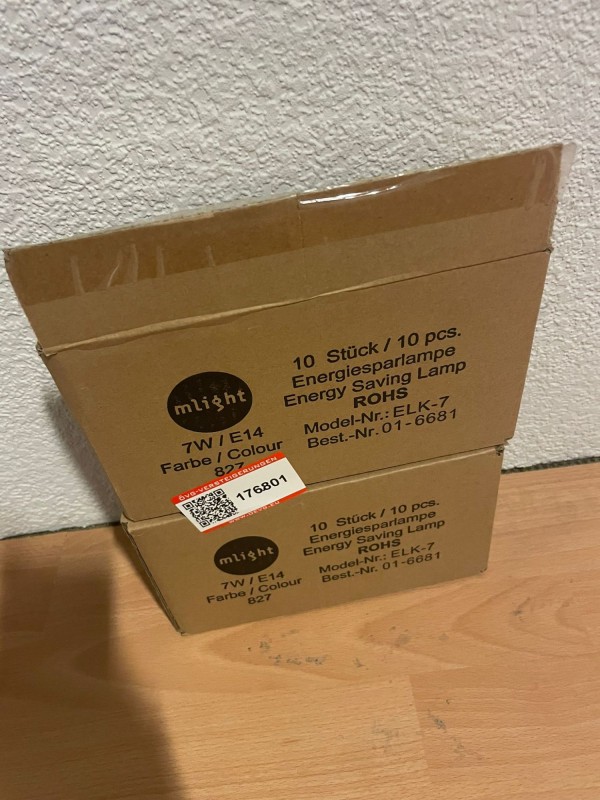 10 Stück / 10 pcs.
Energiesparlampe
Energy Saving Lamp
ROHS
Model-Nr.: ELK-7
Best.-Nr. 01-6681
mlight
7W / E14
Farbe / Colour
827
ÖVG-VERSTEIGERUNGEN
176801
10 Stück / 10 pcs.
Energiesparlampe
Energy Saving Lamp
ROHS
Model-Nr.: ELK-7
Best.-Nr. 01-6681
mlight
7W / E14
Farbe / Colour
827